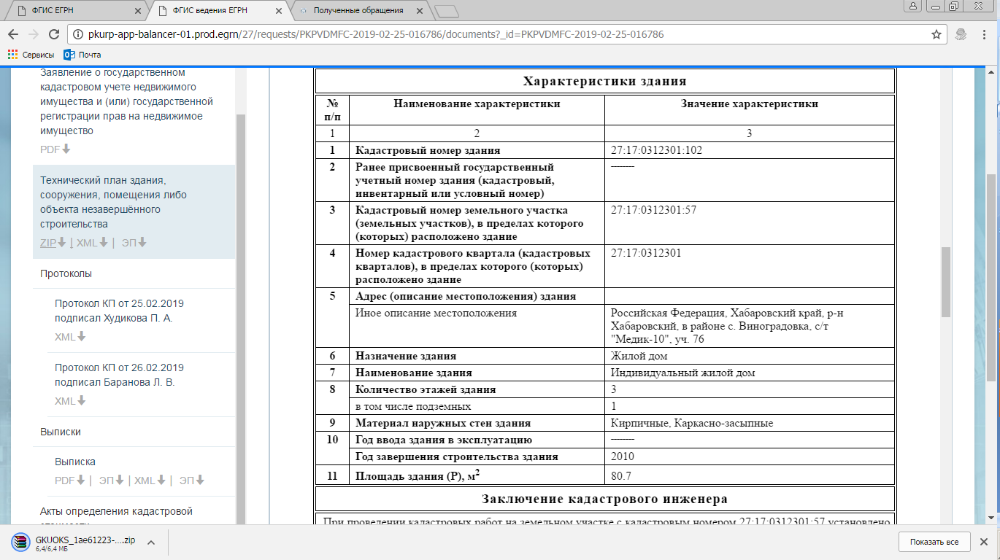 ФГИС ЕГРН
ФГИС ведения ЕГРН
Полученные обращения
pkurp-app-balancer-01.prod.egrn/27/requests/PKPVDMFC-2019-02-25-016786/documents?_id=PKPVDMFC-2019-02-25-016786
Сервисы
Почта
Заявление о государственном
кадастровом учете недвижимого
имущества и (или) государственной
регистрации прав на недвижимое
имущество
PDF
Технический план здания,
сооружения, помещения либо
объекта незавершённого
строительства
ZIP | XML | ЭП
Протоколы
Протокол КП от 25.02.2019
подписал Худикова П. А.
XML
Протокол КП от 26.02.2019
подписал Баранова Л. В.
XML
Выписки
Выписка
PDF | ЭП | XML | ЭП
Акты определения кадастровой
Характеристики здания
№
п/п
Наименование характеристики
Значение характеристики
1 2 3
1 Кадастровый номер здания 27:17:0312301:102
2 Ранее присвоенный государственный --------
учетный номер здания (кадастровый,
инвентарный или условный номер)
3 Кадастровый номер земельного участка 27:17:0312301:57
(земельных участков), в пределах которого
(которых) расположено здание
4 Номер кадастрового квартала (кадастровых 27:17:0312301
кварталов), в пределах которого (которых)
расположено здание
5 Адрес (описание местоположения) здания
Иное описание местоположения Российская Федерация, Хабаровский край, р-н
Хабаровский, в районе с. Виноградовка, с/т
"Медик-10", уч. 76
6 Назначение здания Жилой дом
7 Наименование здания Индивидуальный жилой дом
8 Количество этажей здания 3
в том числе подземных 1
9 Материал наружных стен здания Кирпичные, Каркасно-засыпные
10 Год ввода здания в эксплуатацию --------
Год завершения строительства здания 2010
11 Площадь здания (Р), м2 80.7
Заключение кадастрового инженера
При проведении кадастровых работ на земельном участке с кадастровым номером 27:17:0312301:57 установлено
GKUOKS_1ae61223-....zip
6,4/6,4 МБ
Показать все